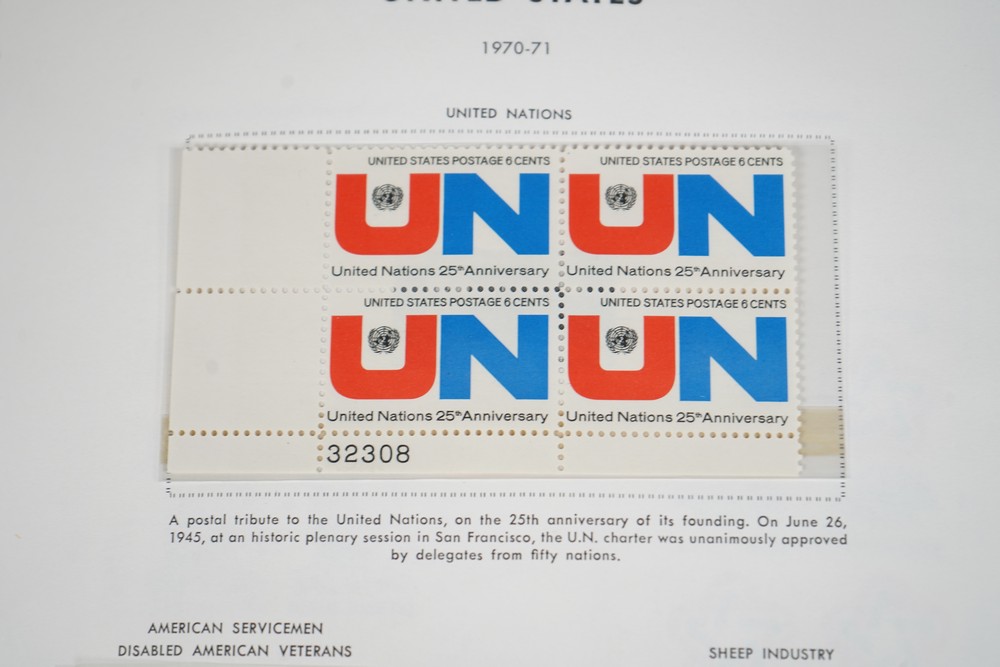 UNITED STATES
1970-71
UNITED NATIONS
UNITED STATES POSTAGE 6 CENTS
UN
United Nations 25th Anniversary
UNITED STATES POSTAGE 6 CENTS
UN
United Nations 25th Anniversary
UNITED STATES POSTAGE 6 CENTS
UN
United Nations 25th Anniversary
UNITED STATES POSTAGE 6 CENTS
UN
United Nations 25th Anniversary
32308
A postal tribute to the United Nations, on the 25th anniversary of its founding. On June 26,
1945, at an historic plenary session in San Francisco, the U.N. charter was unanimously approved
by delegates from fifty nations.
AMERICAN SERVICEMEN
DISABLED AMERICAN VETERANS
SHEEP INDUSTRY